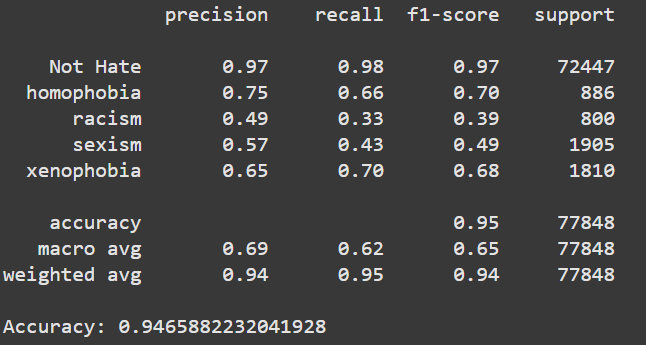 precision recall f1-score support
Not Hate 0.97 0.98 0.97 72447
homophobia 0.75 0.66 0.70 886
racism 0.49 0.33 0.39 800
sexism 0.57 0.43 0.49 1905
xenophobia 0.65 0.70 0.68 1810
accuracy 0.95 77848
macro avg 0.69 0.62 0.65 77848
weighted avg 0.94 0.95 0.94 77848
Accuracy: 0.9465882232041928